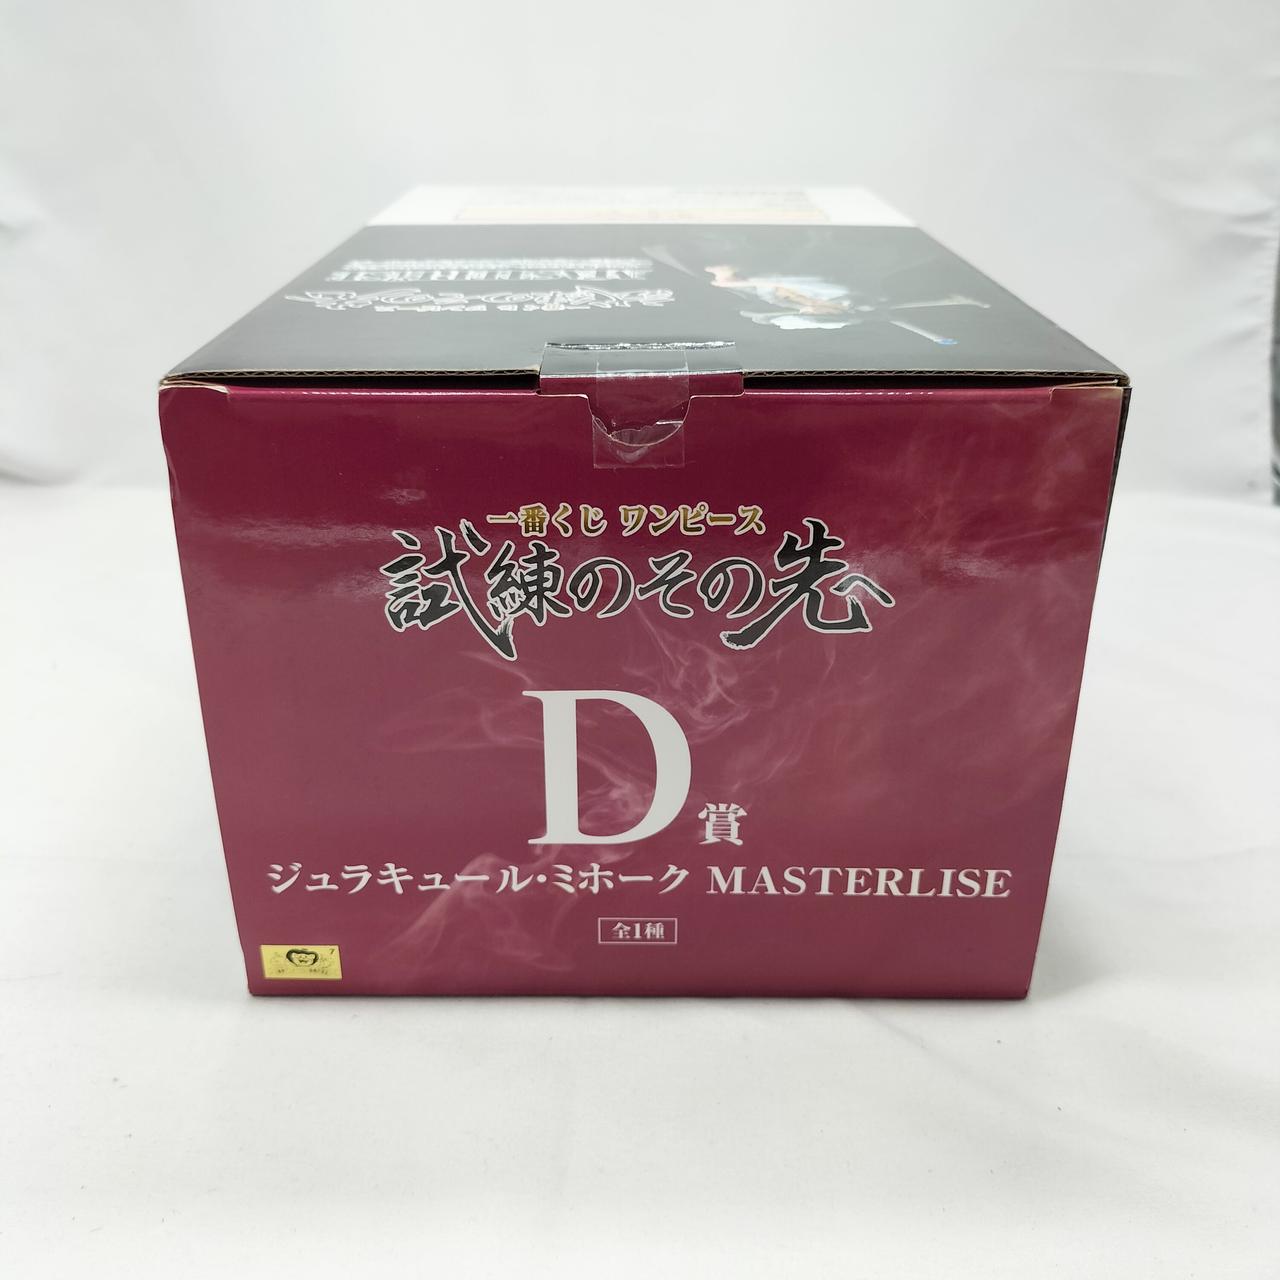 一番くじ ワンピース
試練のその先へ
D賞
ジュラキュール・ミホーク MASTERLISE
全1種